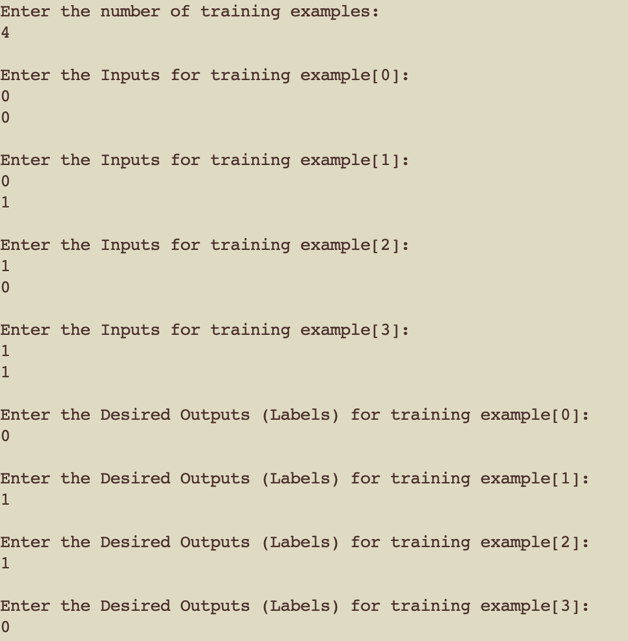 Enter the number of training examples:
4
Enter the Inputs for training example[0]:
0
0
Enter the Inputs for training example[1]:
0
1
Enter the Inputs for training example[2]:
1
0
Enter the Inputs for training example[3]:
1
1
Enter the Desired Outputs (Labels) for training example[0]:
0
Enter the Desired Outputs (Labels) for training example[1]:
1
Enter the Desired Outputs (Labels) for training example[2]:
1
Enter the Desired Outputs (Labels) for training example[3]:
0